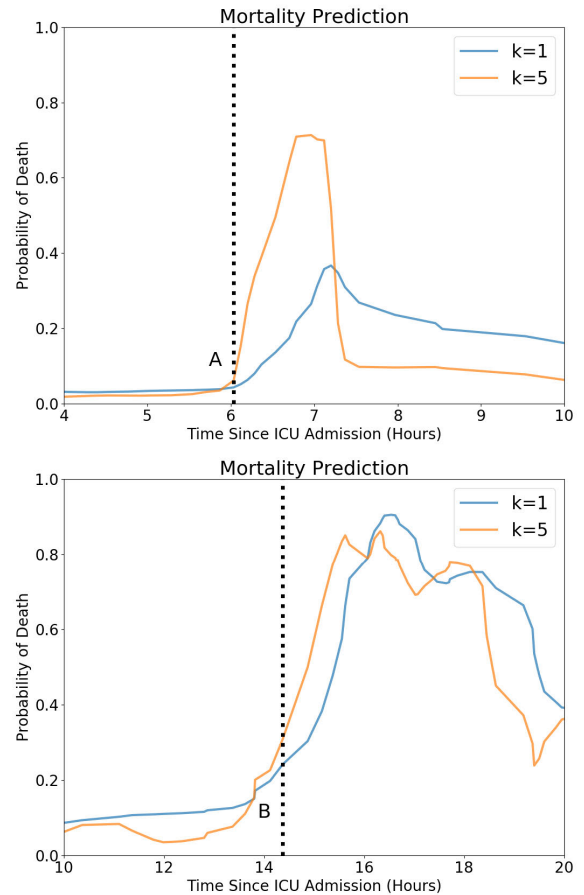 Mortality Prediction
1.0
k=1
k=5
0.8
0.6
Probability of Death
0.4
0.2
A
0.0
4 5 6 7 8 9 10
Time Since ICU Admission (Hours)
Mortality Prediction
1.0
k=1
k=5
0.8
0.6
Probability of Death
0.4
0.2
B
0.0
10 12 14 16 18 20
Time Since ICU Admission (Hours)